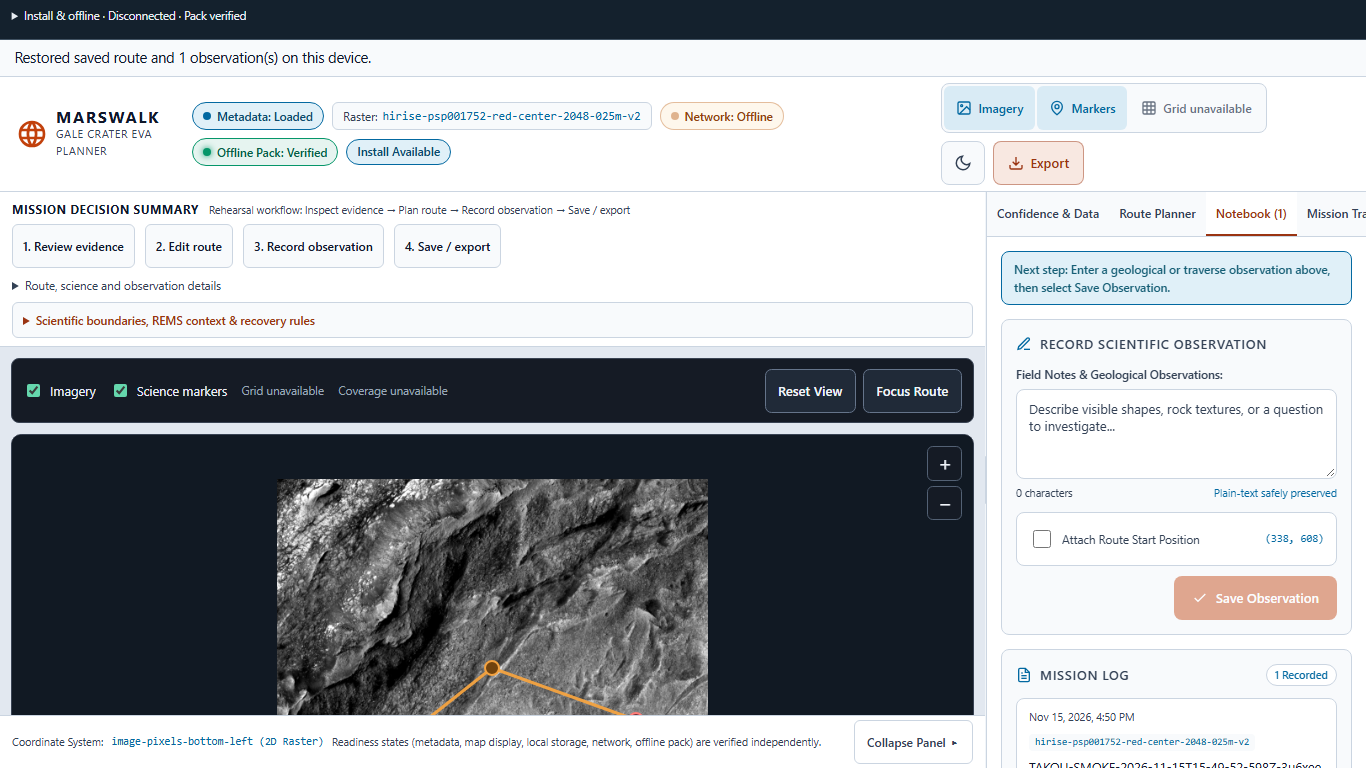 Install & offline · Disconnected · Pack verified
Restored saved route and 1 observation(s) on this device.
MARSWALK
GALE CRATER EVA
PLANNER
Metadata: Loaded
Raster: hirise-psp001752-red-center-2048-025m-v2
Network: Offline
Offline Pack: Verified
Install Available
Imagery
Markers
Grid unavailable
Export
MISSION DECISION SUMMARY
Rehearsal workflow: Inspect evidence → Plan route → Record observation → Save / export
1. Review evidence
2. Edit route
3. Record observation
4. Save / export
Route, science and observation details
Scientific boundaries, REMS context & recovery rules
Imagery
Science markers
Grid unavailable
Coverage unavailable
Reset View
Focus Route
+
−
Coordinate System: image-pixels-bottom-left (2D Raster) Readiness states (metadata, map display, local storage, network, offline pack) are verified independently.
Collapse Panel
Confidence & Data
Route Planner
Notebook (1)
Mission Tra
Next step: Enter a geological or traverse observation above,
then select Save Observation.
RECORD SCIENTIFIC OBSERVATION
Field Notes & Geological Observations:
Describe visible shapes, rock textures, or a question
to investigate...
0 characters
Plain-text safely preserved
Attach Route Start Position
(338, 608)
Save Observation
MISSION LOG
1 Recorded
Nov 15, 2026, 4:50 PM
hirise-psp001752-red-center-2048-025m-v2